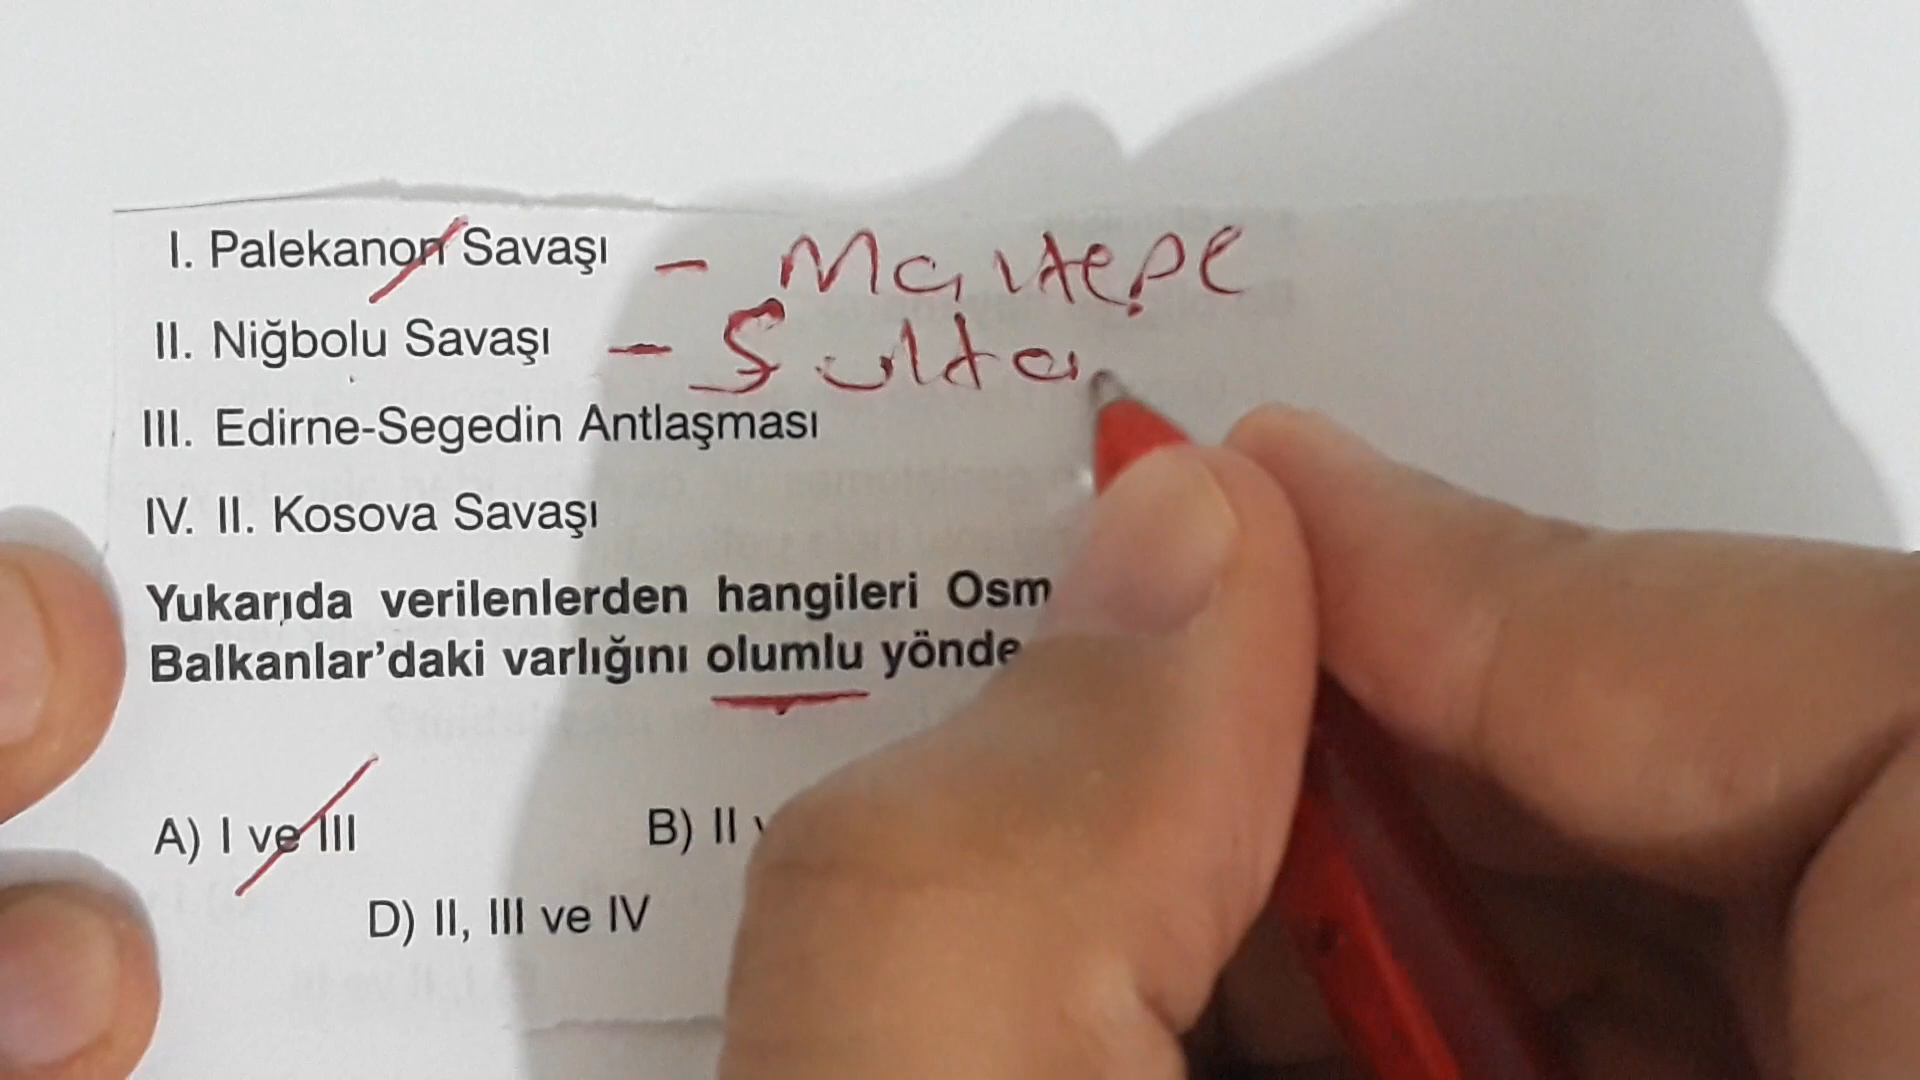 I. Palekanon Savaşı - Maltepe
II. Niğbolu Savaşı - Sulta
III. Edirne-Segedin Antlaşması
IV. II. Kosova Savaşı
Yukarıda verilenlerden hangileri Osm
Balkanlar'daki varlığını olumlu yönde
A) I ve III B) II v
D) II, III ve IV